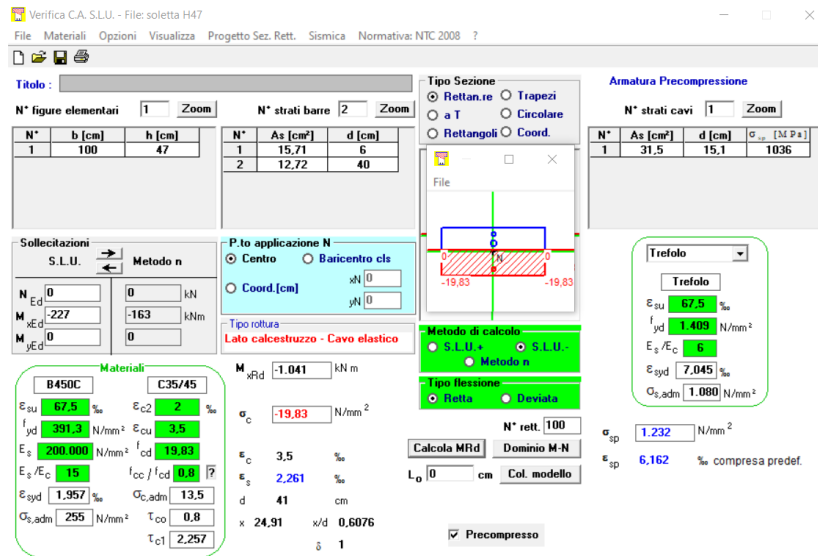 Verifica C.A. S.L.U. - File: soletta H47
File Materiali Opzioni Visualizza Progetto Sez. Rett. Sismica Normativa: NTC 2008 ?
Titolo :
N° figure elementari 1 Zoom
N° strati barre 2 Zoom
N° b [cm] h [cm]
1 100 47
N° As [cm²] d [cm]
1 15,71 6
2 12,72 40
Tipo Sezione
Rettan.re Trapezi
a T Circolare
Rettangoli Coord.
Armatura Precompressione
N° strati cavi 1 Zoom
N° As [cm²] d [cm] σsp [MPa]
1 31,5 15,1 1036
File
0 0
N
-19,83 -19,83
Sollecitazioni
S.L.U. Metodo n
N Ed 0 0 kN
M xEd -227 -163 kNm
M yEd 0 0
P.to applicazione N
Centro Baricentro cls
Coord.[cm] xN 0
yN 0
Tipo rottura
Lato calcestruzzo - Cavo elastico
Metodo di calcolo
S.L.U.+ S.L.U.-
Metodo n
Tipo flessione
Retta Deviata
N° rett. 100
Calcola MRd Dominio M-N
L o 0 cm Col. modello
Precompresso
Materiali
B450C C35/45
εsu 67,5 ‰ εc2 2 ‰
fyd 391,3 N/mm² εcu 3,5
Es 200.000 N/mm² fcd 19,83
Es /Ec 15 fcc / fcd 0,8 ?
εsyd 1,957 ‰ σc,adm 13,5
σs,adm 255 N/mm² τco 0,8
τc1 2,257
M xRd -1.041 kN m
σc -19,83 N/mm²
εc 3,5 ‰
εs 2,261 ‰
d 41 cm
x 24,91 x/d 0,6076
δ 1
Trefolo
Trefolo
εsu 67,5 ‰
fyd 1.409 N/mm²
Es /Ec 6
εsyd 7,045 ‰
σs,adm 1.080 N/mm²
σsp 1.232 N/mm²
εsp 6,162 ‰ compresa predef.